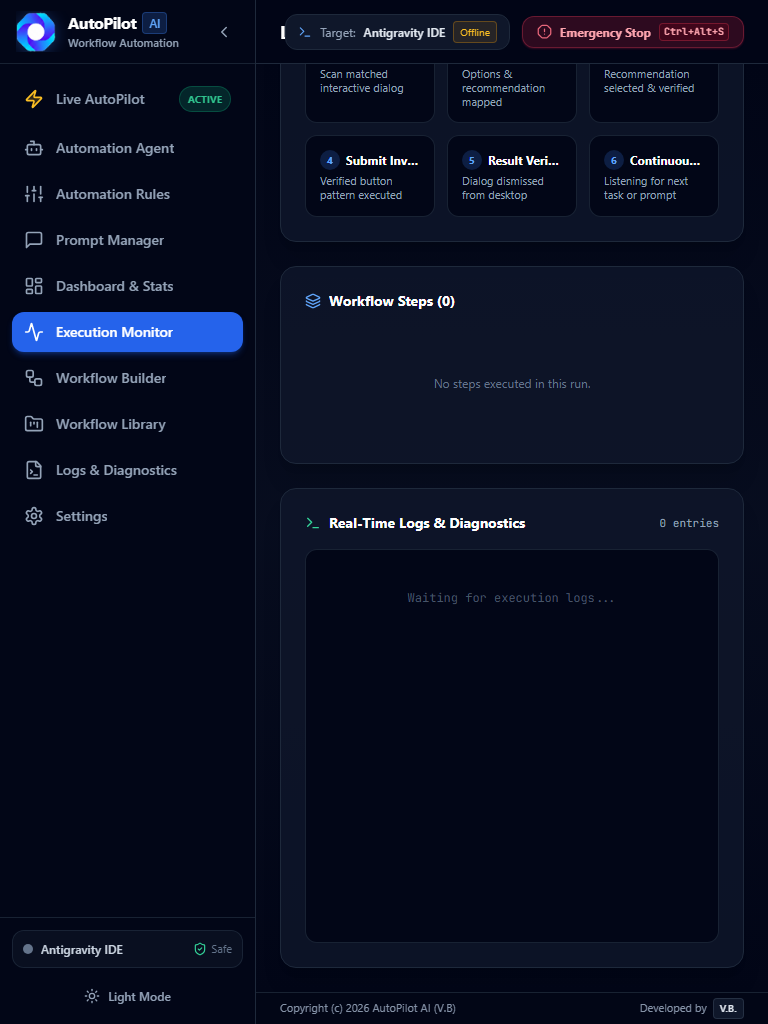 AutoPilot AI
Workflow Automation
Live AutoPilot ACTIVE
Automation Agent
Automation Rules
Prompt Manager
Dashboard & Stats
Execution Monitor
Workflow Builder
Workflow Library
Logs & Diagnostics
Settings
Antigravity IDE Safe
Light Mode
Target: Antigravity IDE Offline
Emergency Stop Ctrl+Alt+S
Scan matched
interactive dialog
Options &
recommendation
mapped
Recommendation
selected & verified
4 Submit Inv...
Verified button
pattern executed
5 Result Veri...
Dialog dismissed
from desktop
6 Continuou...
Listening for next
task or prompt
Workflow Steps (0)
No steps executed in this run.
Real-Time Logs & Diagnostics 0 entries
Waiting for execution logs...
Copyright (c) 2026 AutoPilot AI (V.B)
Developed by V.B.